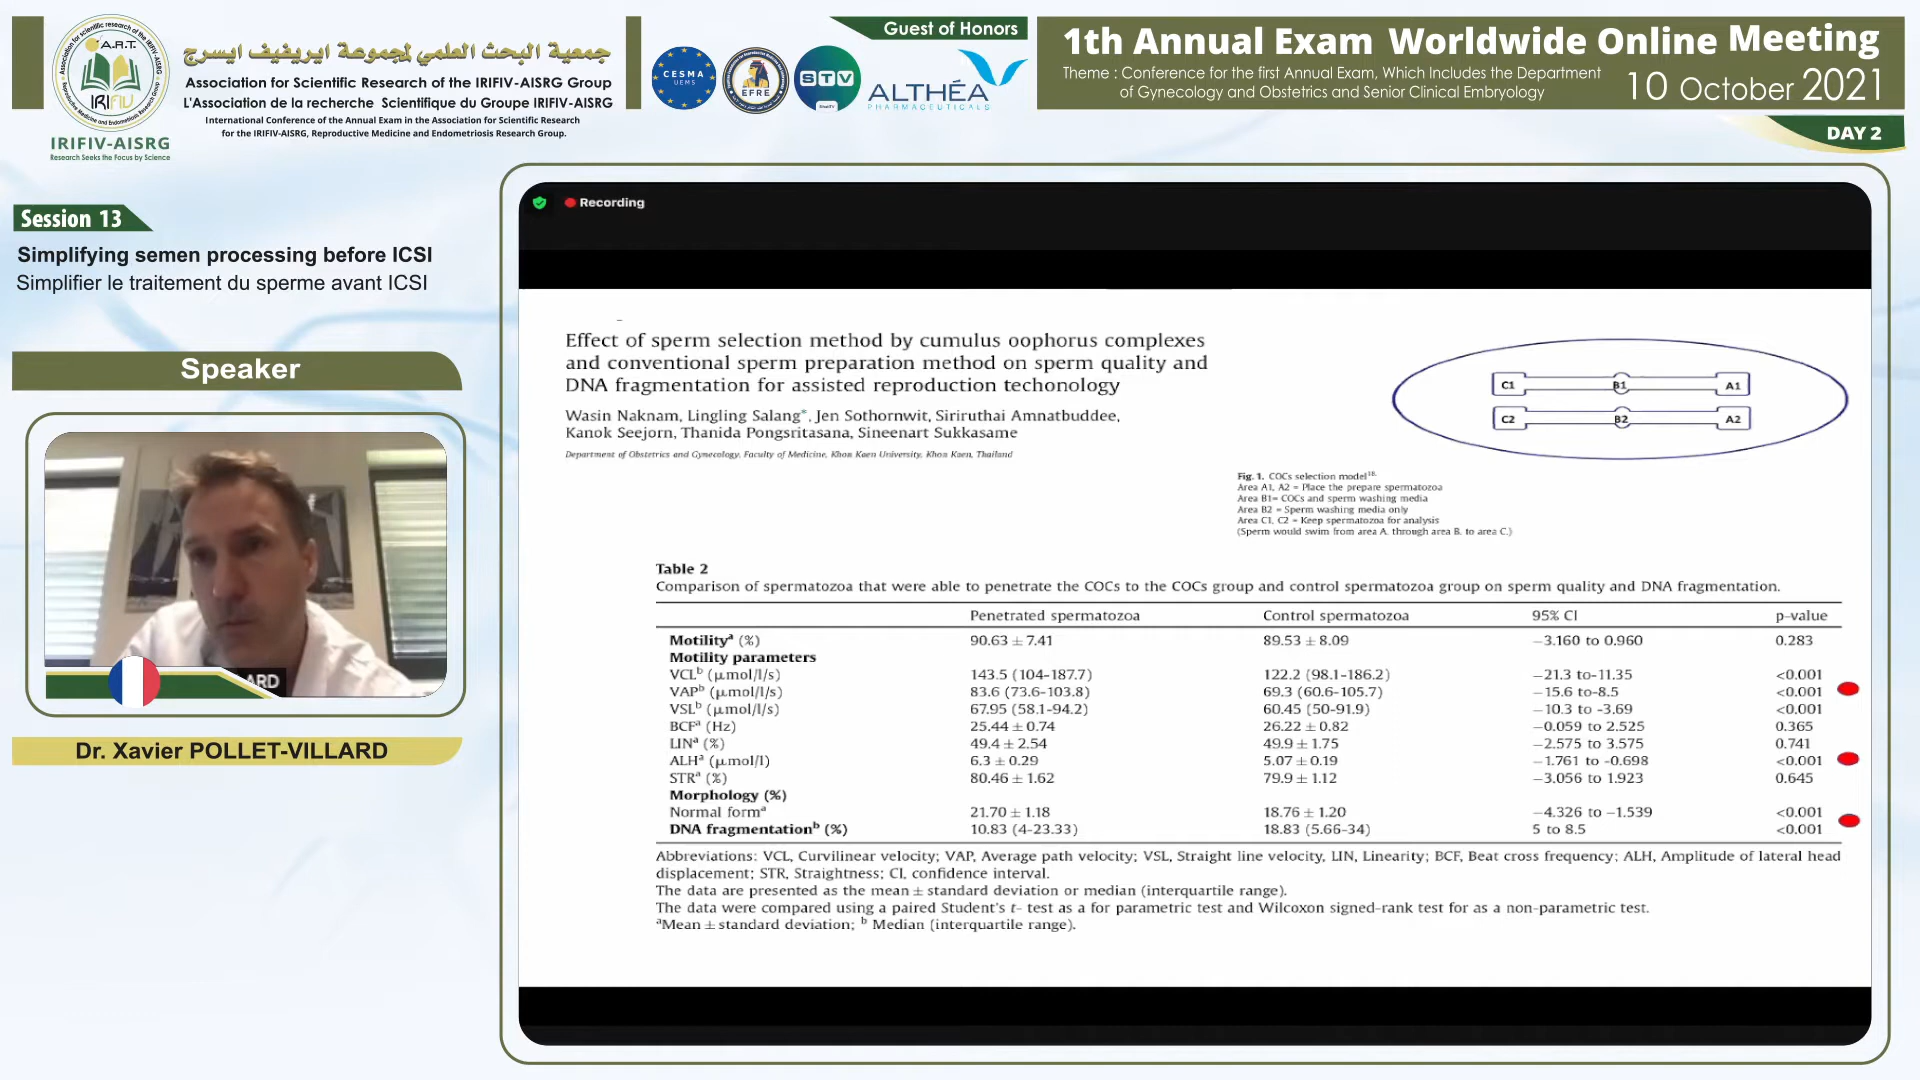 Association for scientific research of the IRIFIV-AISRG
A.R.T.
IRIFIV
Reproductive Medicine and Endometriosis Research Group.
IRIFIV-AISRG
Research Seeks the Focus by Science
جمعية البحث العلمي لمجموعة ايريفيف ايسرج
Association for Scientific Research of the IRIFIV-AISRG Group
L'Association de la recherche Scientifique du Groupe IRIFIV-AISRG
International Conference of the Annual Exam in the Association for Scientific Research
for the IRIFIV-AISRG, Reproductive Medicine and Endometriosis Research Group.
Guest of Honors
CESMA
UEMS
EFRE
STV
ALTHÉA
PHARMACEUTICALS
1th Annual Exam Worldwide Online Meeting
Theme : Conference for the first Annual Exam, Which Includes the Department
of Gynecology and Obstetrics and Senior Clinical Embryology
10 October 2021
DAY 2
Session 13
Simplifying semen processing before ICSI
Simplifier le traitement du sperme avant ICSI
Speaker
ARD
Dr. Xavier POLLET-VILLARD
Recording
Effect of sperm selection method by cumulus oophorus complexes
and conventional sperm preparation method on sperm quality and
DNA fragmentation for assisted reproduction techonology
Wasin Naknam, Lingling Salang*, Jen Sothornwit, Siriruthai Amnatbuddee,
Kanok Seejorn, Thanida Pongsritasana, Sineenart Sukkasame
Department of Obstetrics and Gynecology, Faculty of Medicine, Khon Kaen University, Khon Kaen, Thailand
C1 B1 A1
C2 B2 A2
Fig. 1. COCs selection model¹⁸.
Area A1, A2 = Place the prepare spermatozoa
Area B1= COCs and sperm washing media
Area B2 = Sperm washing media only
Area C1, C2 = Keep spermatozoa for analysis
(Sperm would swim from area A. through area B. to area C.)
Table 2
Comparison of spermatozoa that were able to penetrate the COCs to the COCs group and control spermatozoa group on sperm quality and DNA fragmentation.
Penetrated spermatozoa Control spermatozoa 95% CI p-value
Motilityᵃ (%) 90.63 ± 7.41 89.53 ± 8.09 −3.160 to 0.960 0.283
Motility parameters
VCLᵇ (μmol/l/s) 143.5 (104-187.7) 122.2 (98.1-186.2) −21.3 to-11.35 <0.001
VAPᵇ (μmol/l/s) 83.6 (73.6-103.8) 69.3 (60.6-105.7) −15.6 to-8.5 <0.001
VSLᵇ (μmol/l/s) 67.95 (58.1-94.2) 60.45 (50-91.9) −10.3 to -3.69 <0.001
BCFᵃ (Hz) 25.44 ± 0.74 26.22 ± 0.82 −0.059 to 2.525 0.365
LINᵃ (%) 49.4 ± 2.54 49.9 ± 1.75 −2.575 to 3.575 0.741
ALHᵃ (μmol/l) 6.3 ± 0.29 5.07 ± 0.19 −1.761 to -0.698 <0.001
STRᵃ (%) 80.46 ± 1.62 79.9 ± 1.12 −3.056 to 1.923 0.645
Morphology (%)
Normal formᵃ 21.70 ± 1.18 18.76 ± 1.20 −4.326 to −1.539 <0.001
DNA fragmentationᵇ (%) 10.83 (4-23.33) 18.83 (5.66-34) 5 to 8.5 <0.001
Abbreviations: VCL, Curvilinear velocity; VAP, Average path velocity; VSL, Straight line velocity, LIN, Linearity; BCF, Beat cross frequency; ALH, Amplitude of lateral head
displacement; STR, Straightness; CI, confidence interval.
The data are presented as the mean ± standard deviation or median (interquartile range).
The data were compared using a paired Student's t- test as a for parametric test and Wilcoxon signed-rank test for as a non-parametric test.
ᵃMean ± standard deviation; ᵇ Median (interquartile range).